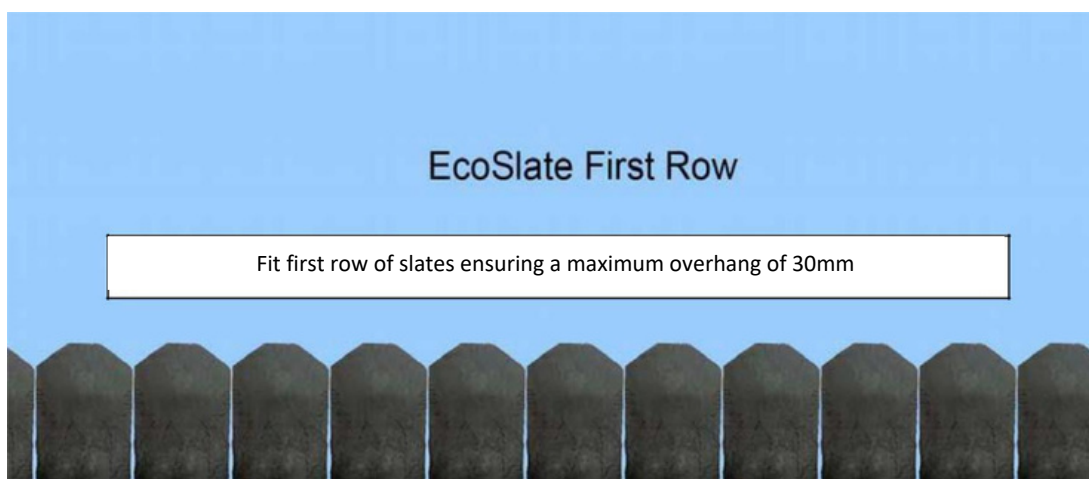 EcoSlate First Row
Fit first row of slates ensuring a maximum overhang of 30mm